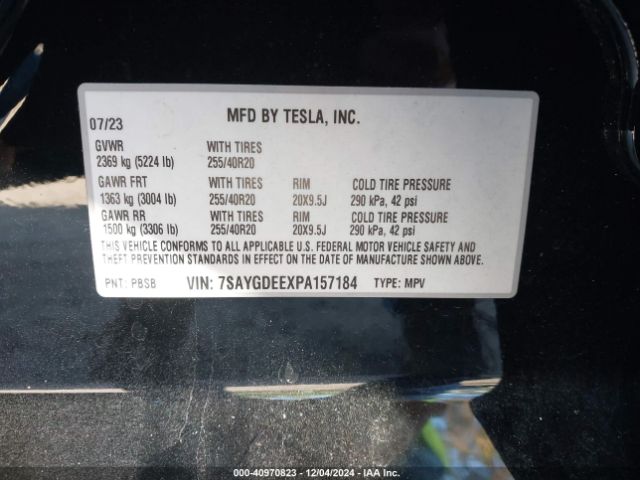 07/23 MFD BY TESLA, INC.
GVWR WITH TIRES
2369 kg (5224 lb) 255/40R20
GAWR FRT WITH TIRES RIM COLD TIRE PRESSURE
1363 kg (3004 lb) 255/40R20 20X9.5J 290 kPa, 42 psi
GAWR RR WITH TIRES RIM COLD TIRE PRESSURE
1500 kg (3306 lb) 255/40R20 20X9.5J 290 kPa, 42 psi
THIS VEHICLE CONFORMS TO ALL APPLICABLE U.S. FEDERAL MOTOR VEHICLE SAFETY AND
THEFT PREVENTION STANDARDS IN EFFECT ON THE DATE OF MANUFACTURE SHOWN ABOVE.
PNT: PBSB VIN: 7SAYGDEEXPA157184 TYPE: MPV
000-40970823 - 12/04/2024 - IAA Inc.